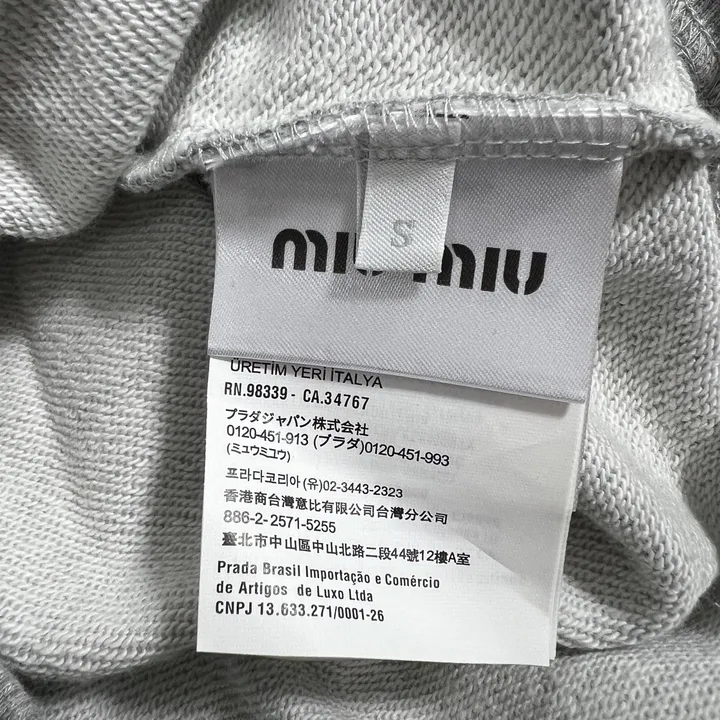 S
miu miu
ÜRETİM YERİ İTALYA
RN.98339 - CA.34767
プラダジャパン株式会社
0120-451-913 (プラダ)0120-451-993
(ミュウミュウ)
프라다코리아 (유)02-3443-2323
香港商台灣意比有限公司台灣分公司
886-2-2571-5255
臺北市中山區中山北路二段44號12樓A室
Prada Brasil Importação e Comércio
de Artigos de Luxo Ltda
CNPJ 13.633.271/0001-26